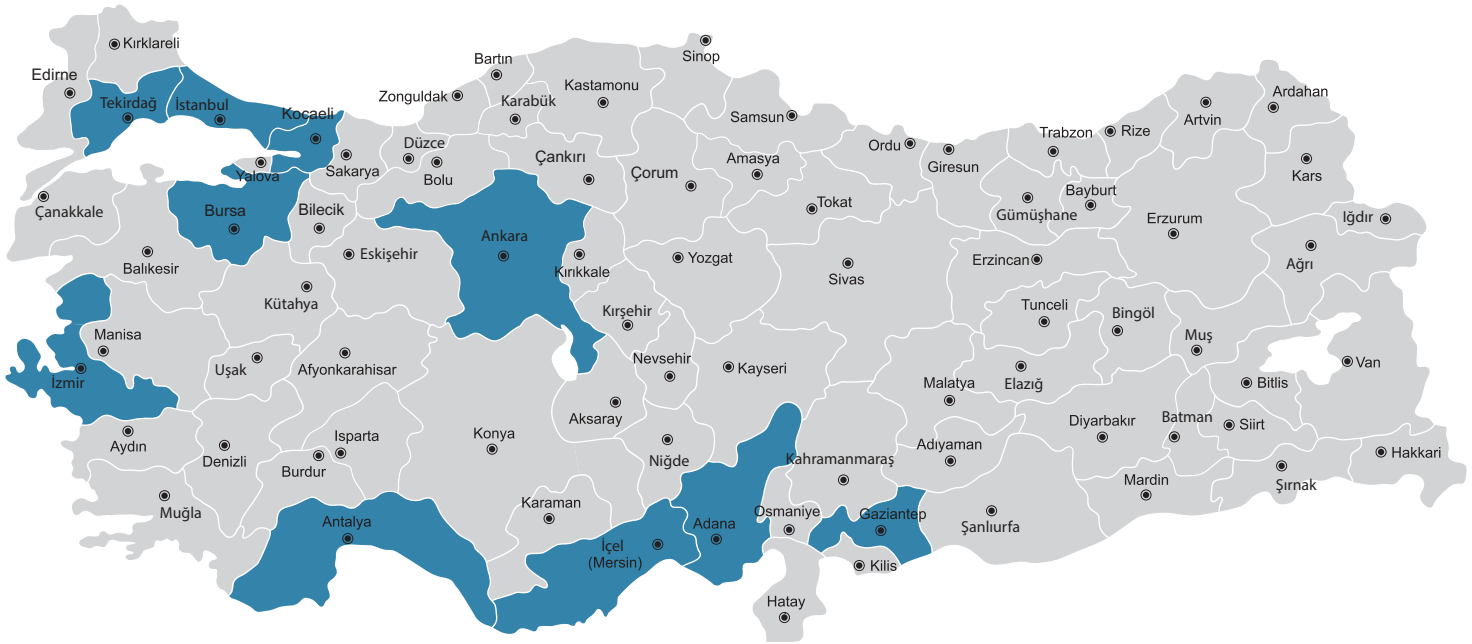 Kırklareli
Edirne
Tekirdağ
İstanbul
Kocaeli
Yalova
Sakarya
Düzce
Bolu
Zonguldak
Bartın
Karabük
Kastamonu
Sinop
Çankırı
Çorum
Samsun
Amasya
Tokat
Ordu
Giresun
Trabzon
Rize
Artvin
Ardahan
Kars
Gümüşhane
Bayburt
Erzurum
Iğdır
Ağrı
Çanakkale
Bursa
Bilecik
Balıkesir
Eskişehir
Ankara
Kırıkkale
Yozgat
Sivas
Erzincan
Kütahya
Kırşehir
Tunceli
Bingöl
Muş
Manisa
İzmir
Uşak
Afyonkarahisar
Nevsehir
Kayseri
Malatya
Elazığ
Bitlis
Van
Aksaray
Aydın
Denizli
Burdur
Isparta
Konya
Niğde
Kahramanmaraş
Adıyaman
Diyarbakır
Batman
Siirt
Hakkari
Şırnak
Mardin
Muğla
Antalya
Karaman
İçel
(Mersin)
Adana
Osmaniye
Gaziantep
Şanlıurfa
Kilis
Hatay